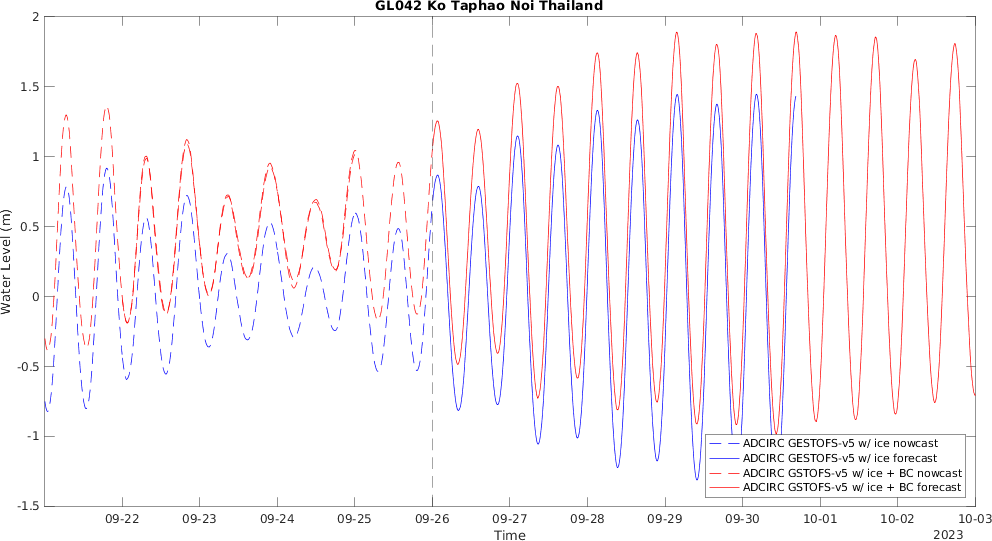 GL042 Ko Taphao Noi Thailand
2
1.5
1
0.5
0
-0.5
-1
-1.5
Water Level (m)
ADCIRC GESTOFS-v5 w/ ice nowcast
ADCIRC GESTOFS-v5 w/ ice forecast
ADCIRC GSTOFS-v5 w/ ice + BC nowcast
ADCIRC GSTOFS-v5 w/ ice + BC forecast
09-22 09-23 09-24 09-25 09-26 09-27 09-28 09-29 09-30 10-01 10-02 10-03
Time
2023